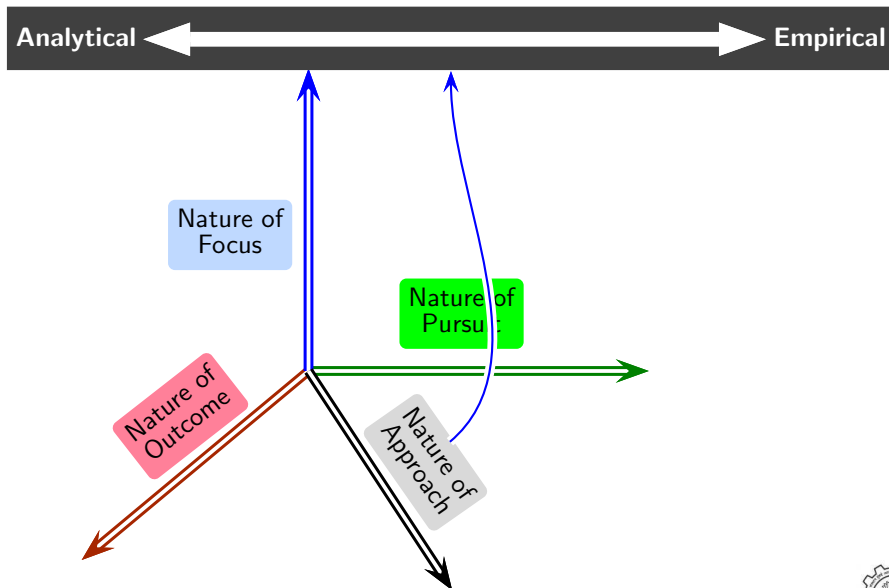 Analytical Empirical
Nature of
Focus
Nature of
Pursuit
Nature of
Outcome
Nature of
Approach